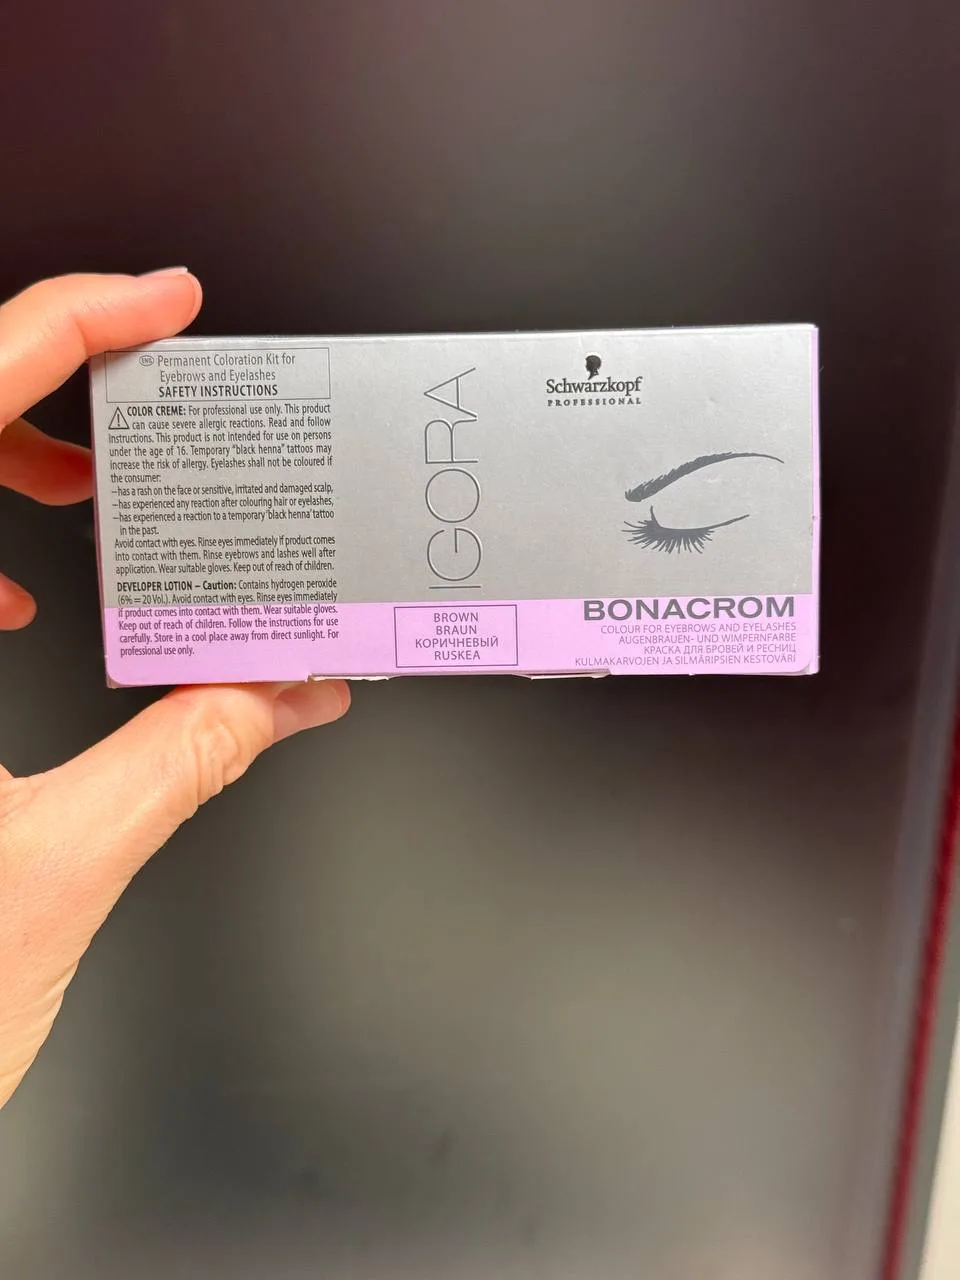 ENG Permanent Coloration Kit for
Eyebrows and Eyelashes
SAFETY INSTRUCTIONS
COLOR CREME: For professional use only. This product
can cause severe allergic reactions. Read and follow
instructions. This product is not intended for use on persons
under the age of 16. Temporary "black henna" tattoos may
increase the risk of allergy. Eyelashes shall not be coloured if
the consumer:
–has a rash on the face or sensitive, irritated and damaged scalp,
–has experienced any reaction after colouring hair or eyelashes,
–has experienced a reaction to a temporary 'black henna' tattoo
in the past.
Avoid contact with eyes. Rinse eyes immediately if product comes
into contact with them. Rinse eyebrows and lashes well after
application. Wear suitable gloves. Keep out of reach of children.
DEVELOPER LOTION – Caution: Contains hydrogen peroxide
(6% = 20 Vol.). Avoid contact with eyes. Rinse eyes immediately
if product comes into contact with them. Wear suitable gloves.
Keep out of reach of children. Follow the instructions for use
carefully. Store in a cool place away from direct sunlight. For
professional use only.
IGORA
BROWN
BRAUN
КОРИЧНЕВЫЙ
RUSKEA
Schwarzkopf
PROFESSIONAL
BONACROM
COLOUR FOR EYEBROWS AND EYELASHES
AUGENBRAUEN- UND WIMPERNFARBE
КРАСКА ДЛЯ БРОВЕЙ И РЕСНИЦ
KULMAKARVOJEN JA SILMÄRIPSIEN KESTOVÄRI